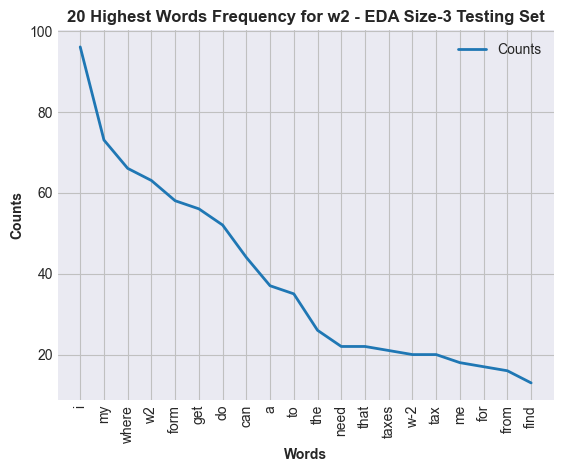 20 Highest Words Frequency for w2 - EDA Size-3 Testing Set
Counts
100
80
60
40
20
Counts
i
my
where
w2
form
get
do
can
a
to
the
need
that
taxes
w-2
tax
me
for
from
find
Words